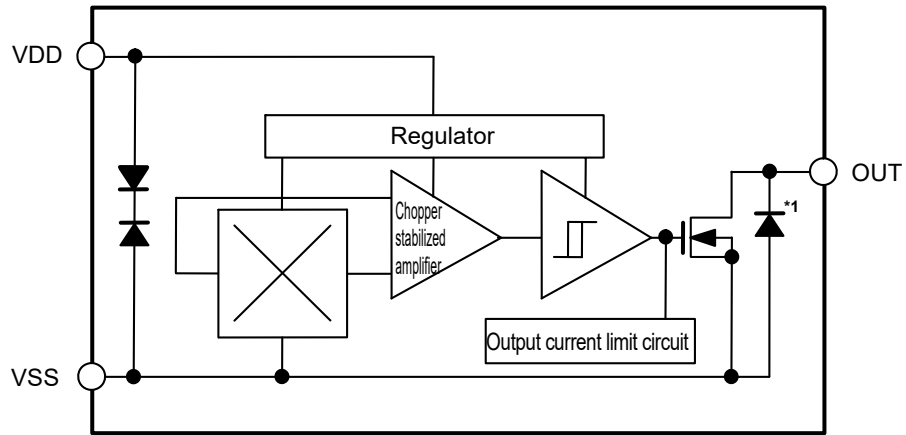 VDD
Regulator
OUT
*1
Chopper
stabilized
amplifier
Output current limit circuit
VSS